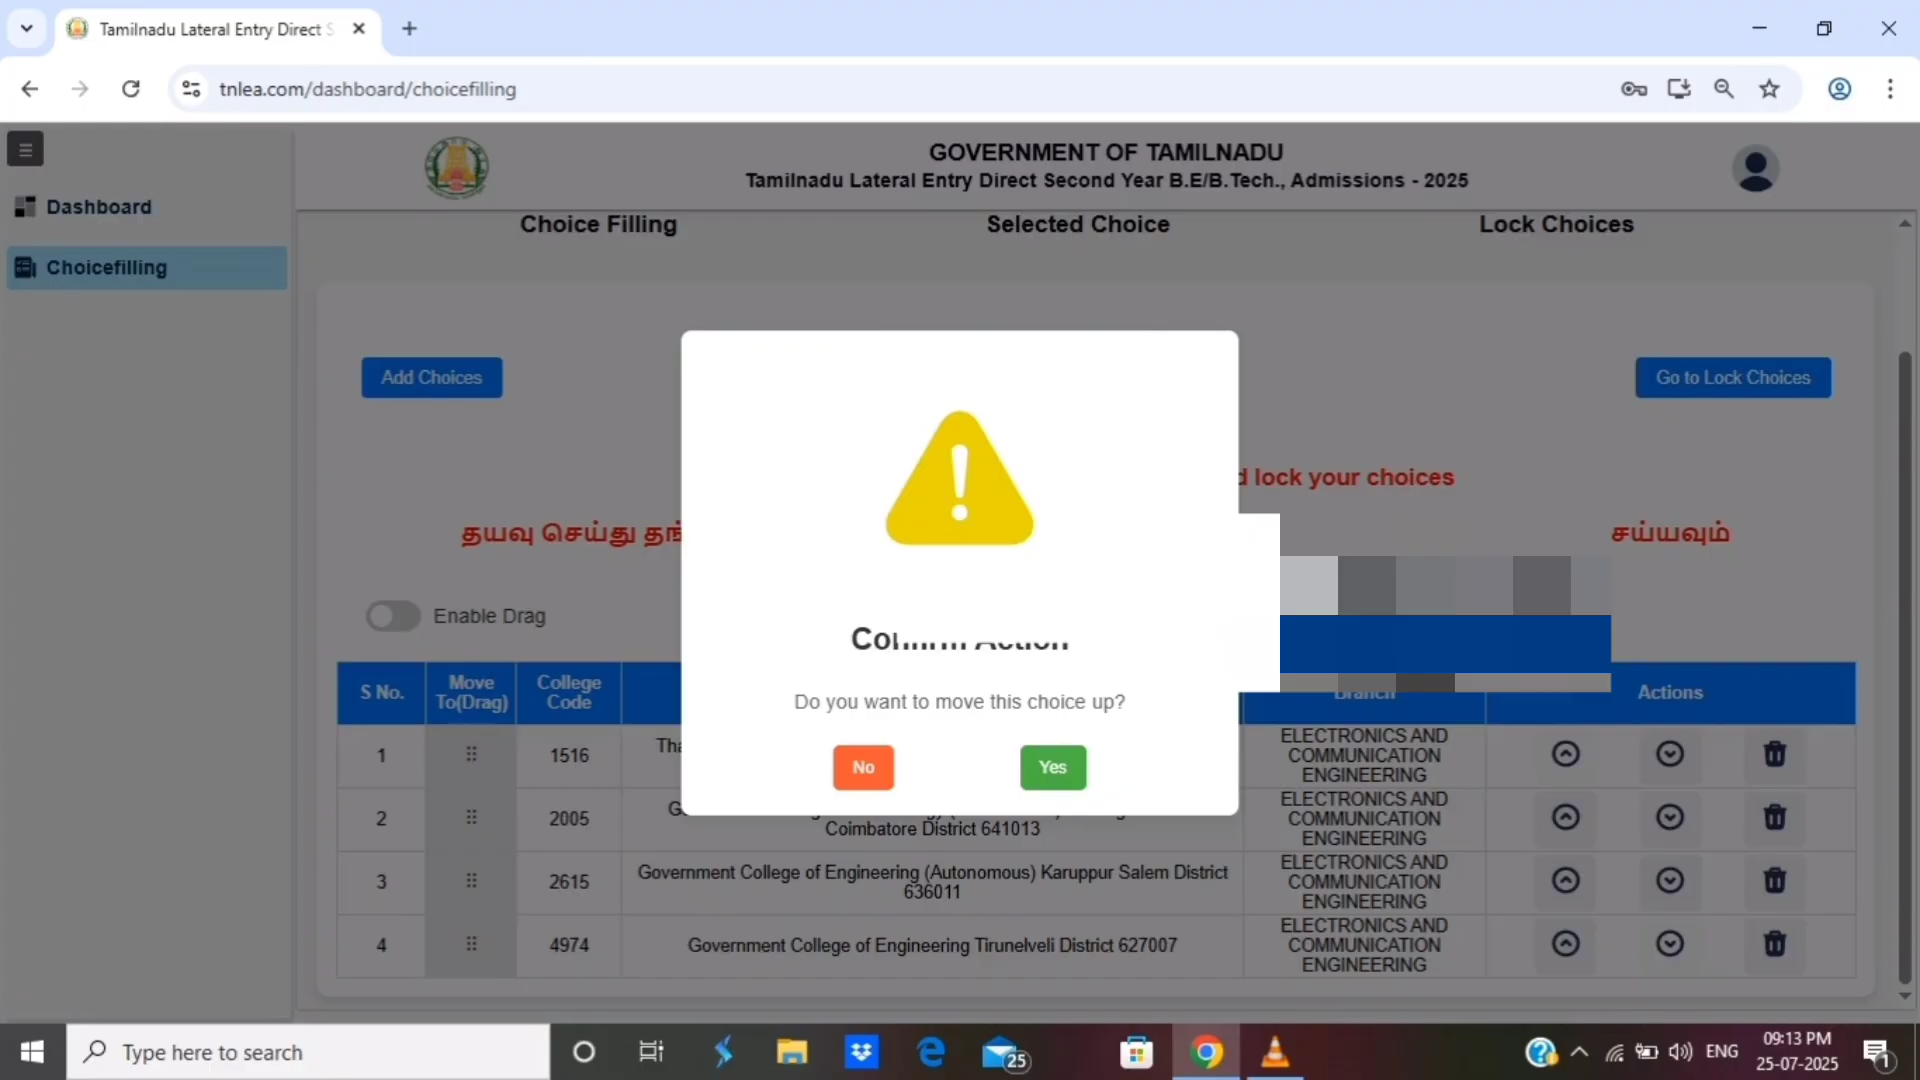 Tamilnadu Lateral Entry Direct S
tnlea.com/dashboard/choicefilling
GOVERNMENT OF TAMILNADU
Tamilnadu Lateral Entry Direct Second Year B.E/B.Tech., Admissions - 2025
Dashboard
Choicefilling
Choice Filling
Selected Choice
Lock Choices
Add Choices
Go to Lock Choices
lock your choices
தயவு செய்து
Enable Drag
Confirm Action
Do you want to move this choice up?
No
Yes
S No.
Move To(Drag)
College Code
Branch
Actions
1
1516
ELECTRONICS AND COMMUNICATION ENGINEERING
2
2005
Coimbatore District 641013
ELECTRONICS AND COMMUNICATION ENGINEERING
3
2615
Government College of Engineering (Autonomous) Karuppur Salem District 636011
ELECTRONICS AND COMMUNICATION ENGINEERING
4
4974
Government College of Engineering Tirunelveli District 627007
ELECTRONICS AND COMMUNICATION ENGINEERING
Type here to search
25
ENG
09:13 PM
25-07-2025
1